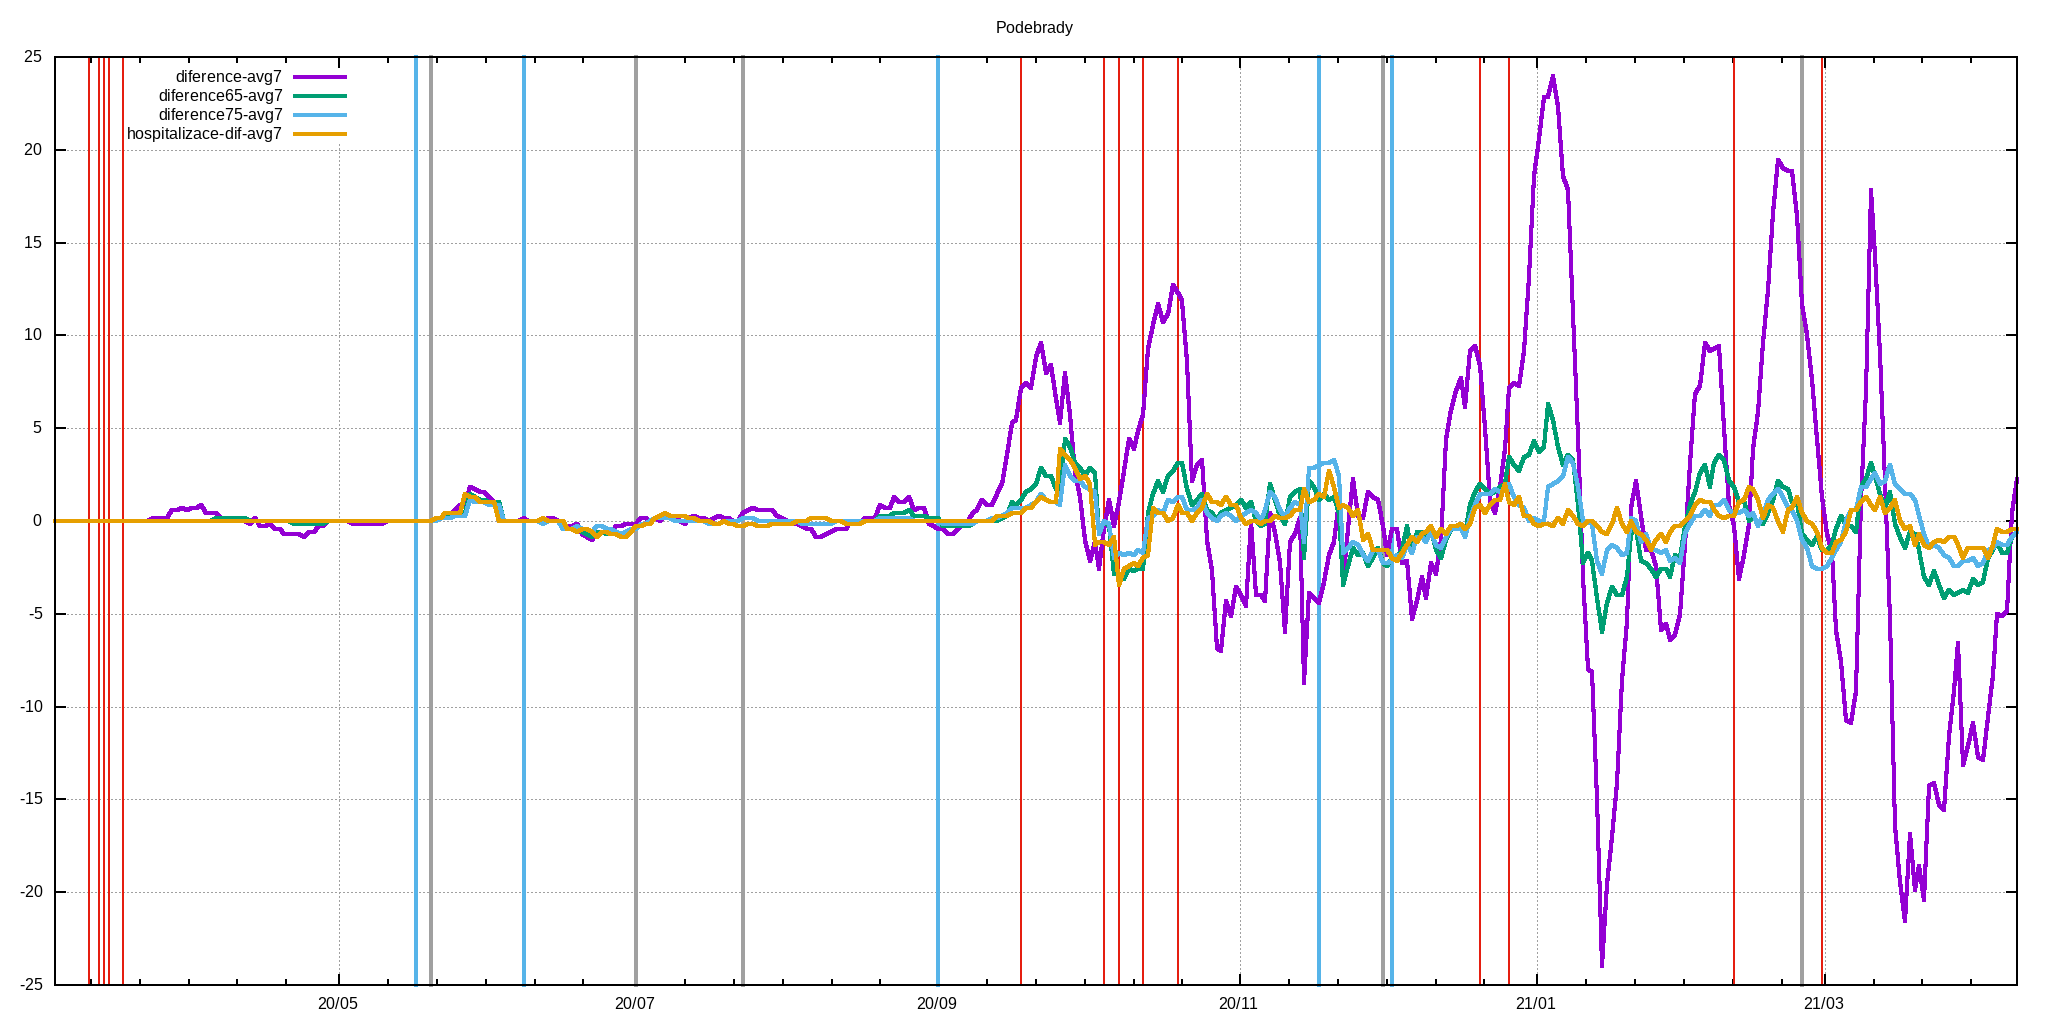 Podebrady
25
diference-avg7
diference65-avg7
diference75-avg7
hospitalizace-dif-avg7
20
15
10
5
0
-5
-10
-15
-20
-25
20/05 20/07 20/09 20/11 21/01 21/03